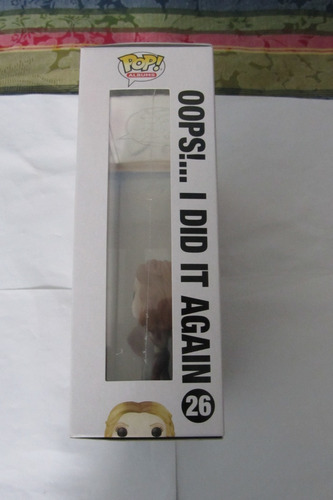 POP!
ALBUMS
OOPS!... I DID IT AGAIN
26